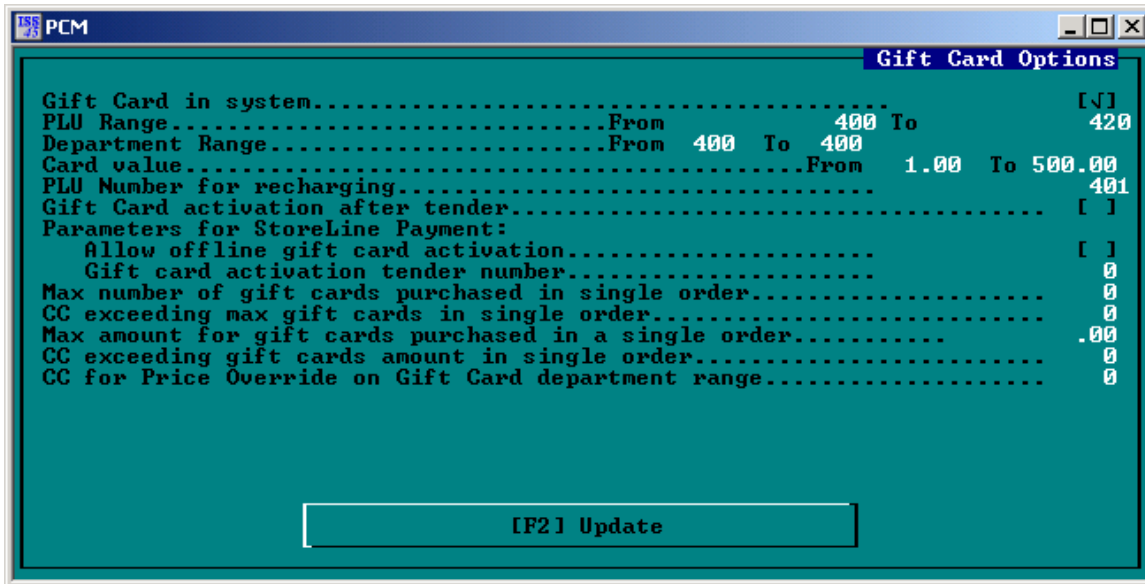 ISS 45 PCM
Gift Card Options
Gift Card in system......................................... [√]
PLU Range...............................From 400 To 420
Department Range........................From 400 To 400
Card value............................................From 1.00 To 500.00
PLU Number for recharging.................................. 401
Gift Card activation after tender...................................... [ ]
Parameters for StoreLine Payment:
Allow offline gift card activation...................... [ ]
Gift card activation tender number...................... 0
Max number of gift cards purchased in single order..................... 0
CC exceeding max gift cards in single order............................ 0
Max amount for gift cards purchased in a single order........... .00
CC exceeding gift cards amount in single order......................... 0
CC for Price Override on Gift Card department range.................... 0
[F2] Update